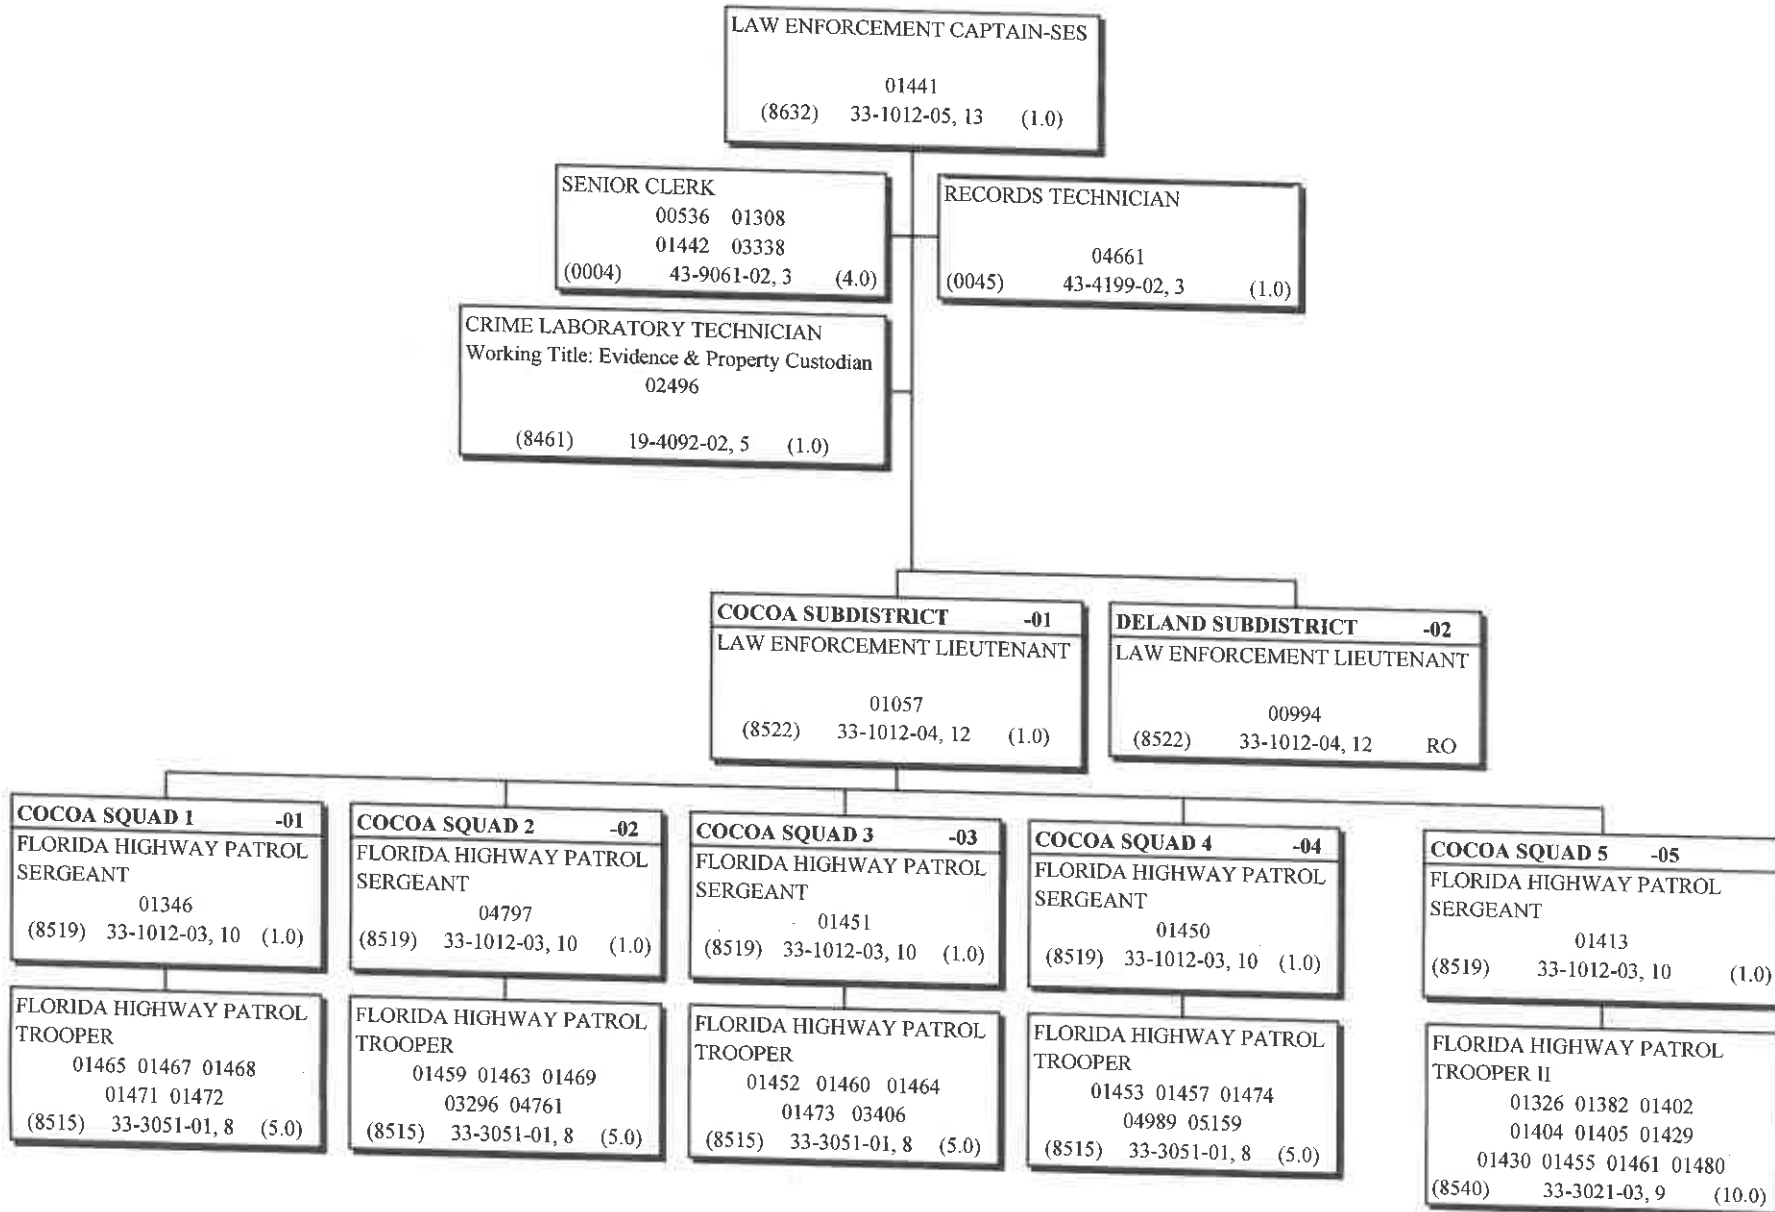 LAW ENFORCEMENT CAPTAIN-SES
01441
(8632) 33-1012-05, 13 (1.0)
SENIOR CLERK
00536 01308
01442 03338
(0004) 43-9061-02, 3 (4.0)
RECORDS TECHNICIAN
04661
(0045) 43-4199-02, 3 (1.0)
CRIME LABORATORY TECHNICIAN
Working Title: Evidence & Property Custodian
02496
(8461) 19-4092-02, 5 (1.0)
COCOA SUBDISTRICT -01
LAW ENFORCEMENT LIEUTENANT
01057
(8522) 33-1012-04, 12 (1.0)
DELAND SUBDISTRICT -02
LAW ENFORCEMENT LIEUTENANT
00994
(8522) 33-1012-04, 12 RO
COCOA SQUAD 1 -01
FLORIDA HIGHWAY PATROL
SERGEANT
01346
(8519) 33-1012-03, 10 (1.0)
FLORIDA HIGHWAY PATROL
TROOPER
01465 01467 01468
01471 01472
(8515) 33-3051-01, 8 (5.0)
COCOA SQUAD 2 -02
FLORIDA HIGHWAY PATROL
SERGEANT
04797
(8519) 33-1012-03, 10 (1.0)
FLORIDA HIGHWAY PATROL
TROOPER
01459 01463 01469
03296 04761
(8515) 33-3051-01, 8 (5.0)
COCOA SQUAD 3 -03
FLORIDA HIGHWAY PATROL
SERGEANT
01451
(8519) 33-1012-03, 10 (1.0)
FLORIDA HIGHWAY PATROL
TROOPER
01452 01460 01464
01473 03406
(8515) 33-3051-01, 8 (5.0)
COCOA SQUAD 4 -04
FLORIDA HIGHWAY PATROL
SERGEANT
01450
(8519) 33-1012-03, 10 (1.0)
FLORIDA HIGHWAY PATROL
TROOPER
01453 01457 01474
04989 05159
(8515) 33-3051-01, 8 (5.0)
COCOA SQUAD 5 -05
FLORIDA HIGHWAY PATROL
SERGEANT
01413
(8519) 33-1012-03, 10 (1.0)
FLORIDA HIGHWAY PATROL
TROOPER II
01326 01382 01402
01404 01405 01429
01430 01455 01461 01480
(8540) 33-3021-03, 9 (10.0)